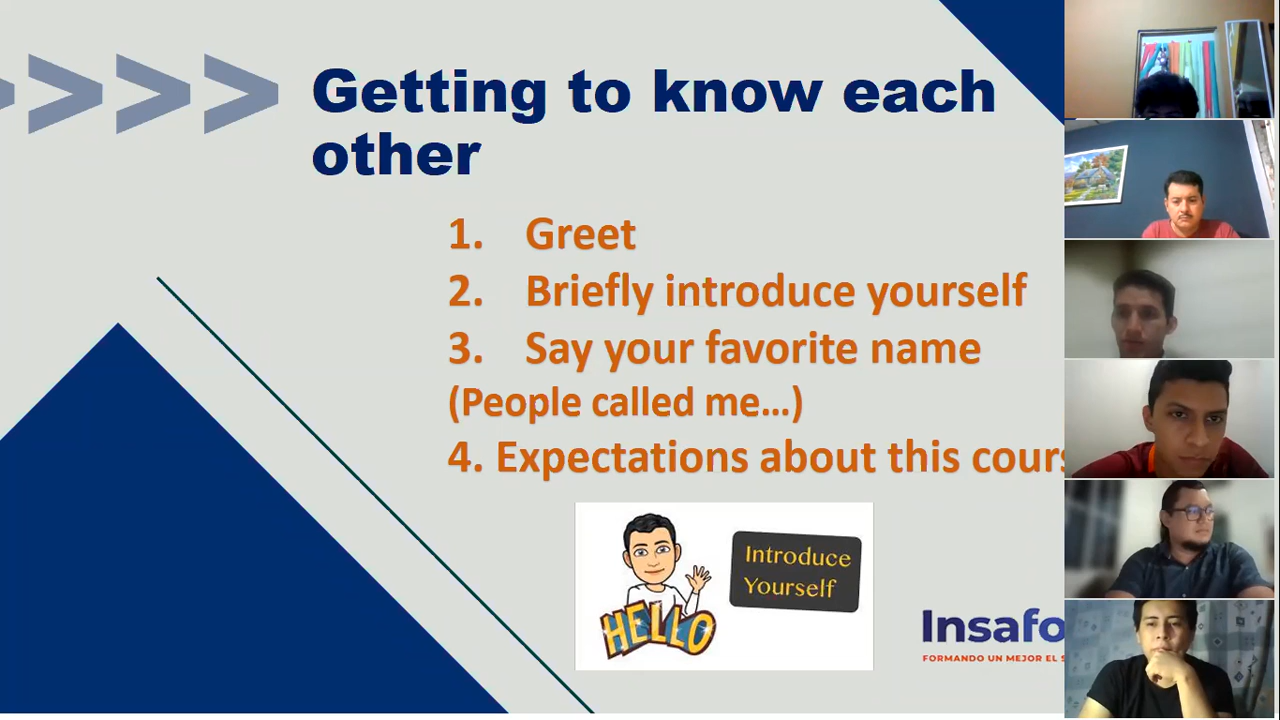 Getting to know each
other
1. Greet
2. Briefly introduce yourself
3. Say your favorite name
(People called me...)
4. Expectations about this cours
HELLO
Introduce
Yourself
Insafo
FORMANDO UN MEJOR EL S